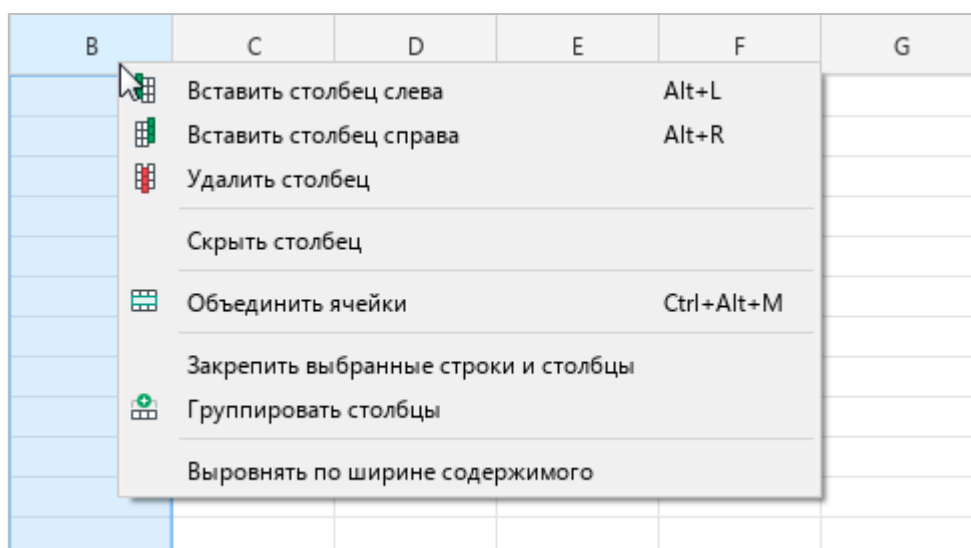 B C D E F G
Вставить столбец слева Alt+L
Вставить столбец справа Alt+R
Удалить столбец
Скрыть столбец
Объединить ячейки Ctrl+Alt+M
Закрепить выбранные строки и столбцы
Группировать столбцы
Выровнять по ширине содержимого